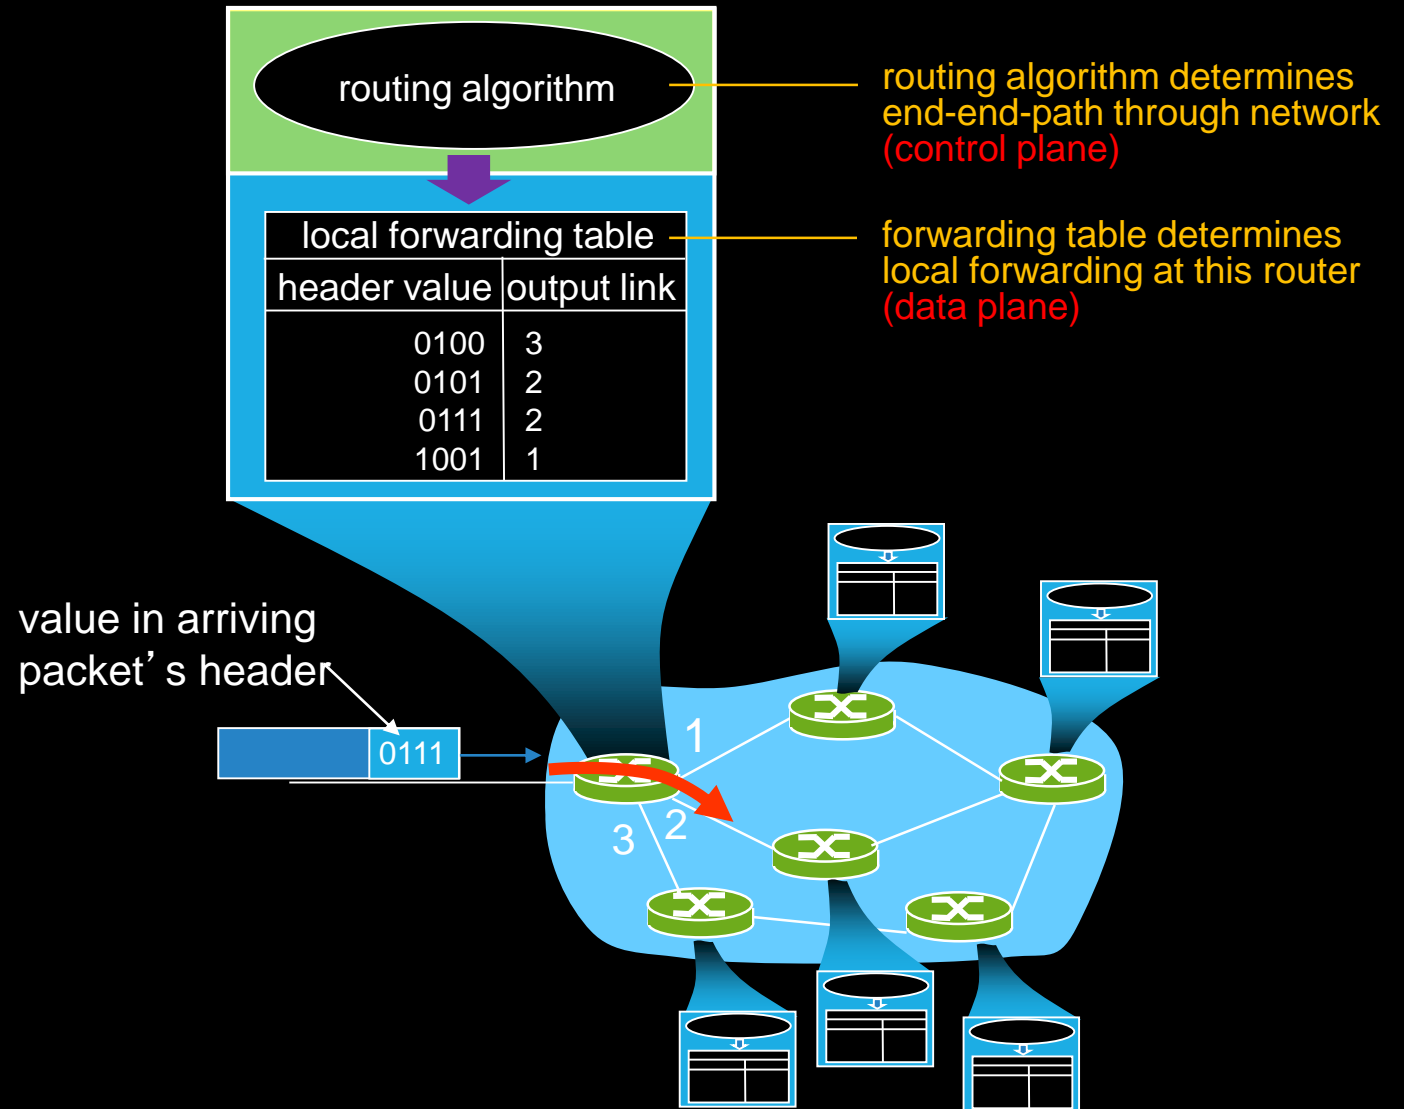 routing algorithm
routing algorithm determines
end-end-path through network
(control plane)
local forwarding table
header value output link
0100 3
0101 2
0111 2
1001 1
forwarding table determines
local forwarding at this router
(data plane)
value in arriving
packet’s header
0111
1
2
3